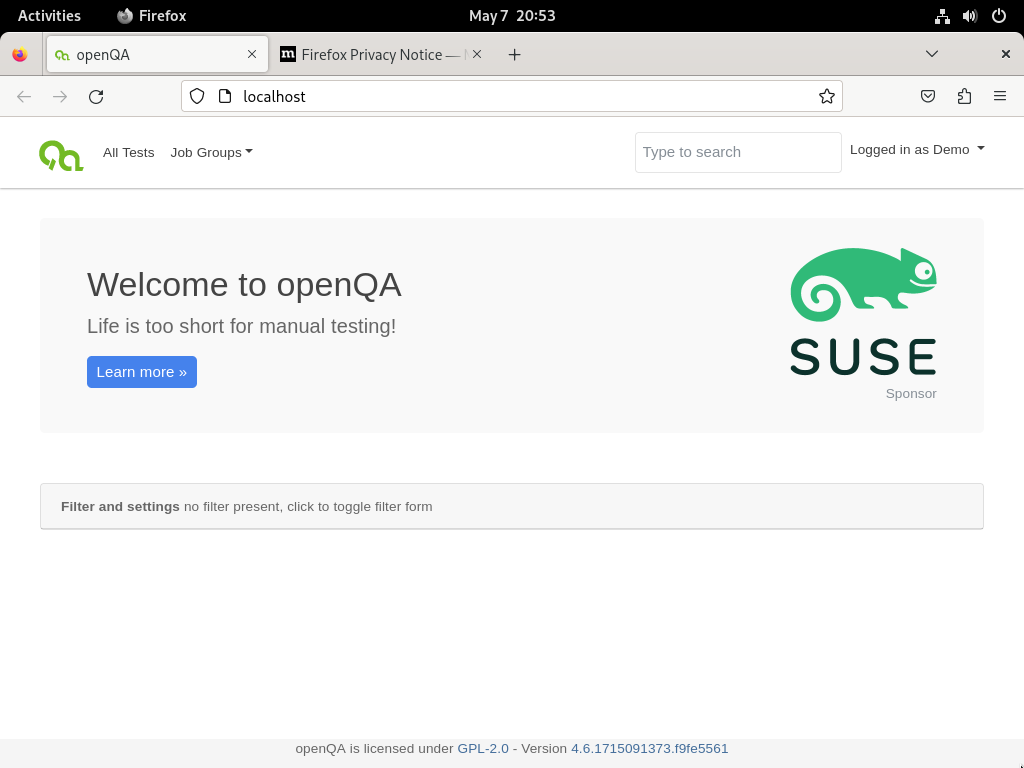 Activities Firefox May 7 20:53
openQA Firefox Privacy Notice —
localhost
All Tests Job Groups Type to search Logged in as Demo
Welcome to openQA
Life is too short for manual testing!
Learn more »
SUSE
Sponsor
Filter and settings no filter present, click to toggle filter form
openQA is licensed under GPL-2.0 - Version 4.6.1715091373.f9fe5561